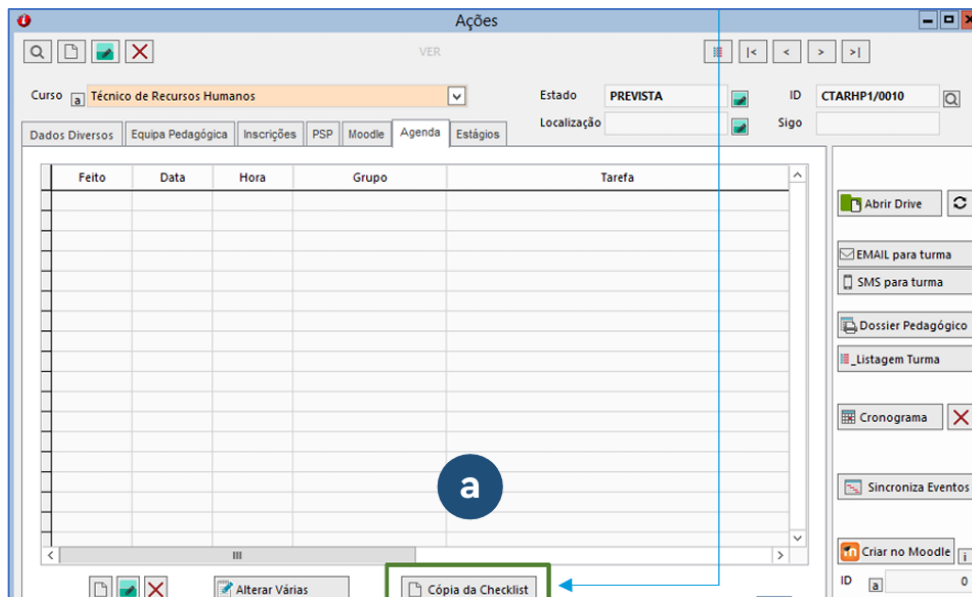 Ações
VER
Curso a Técnico de Recursos Humanos
Estado PREVISTA
ID CTARHP1/0010
Localização
Sigo
Dados Diversos Equipa Pedagógica Inscrições PSP Moodle Agenda Estágios
Feito Data Hora Grupo Tarefa
Abrir Drive
EMAIL para turma
SMS para turma
Dossier Pedagógico
_Listagem Turma
Cronograma
a
Sincroniza Eventos
Criar no Moodle i
ID a 0
Alterar Várias
Cópia da Checklist